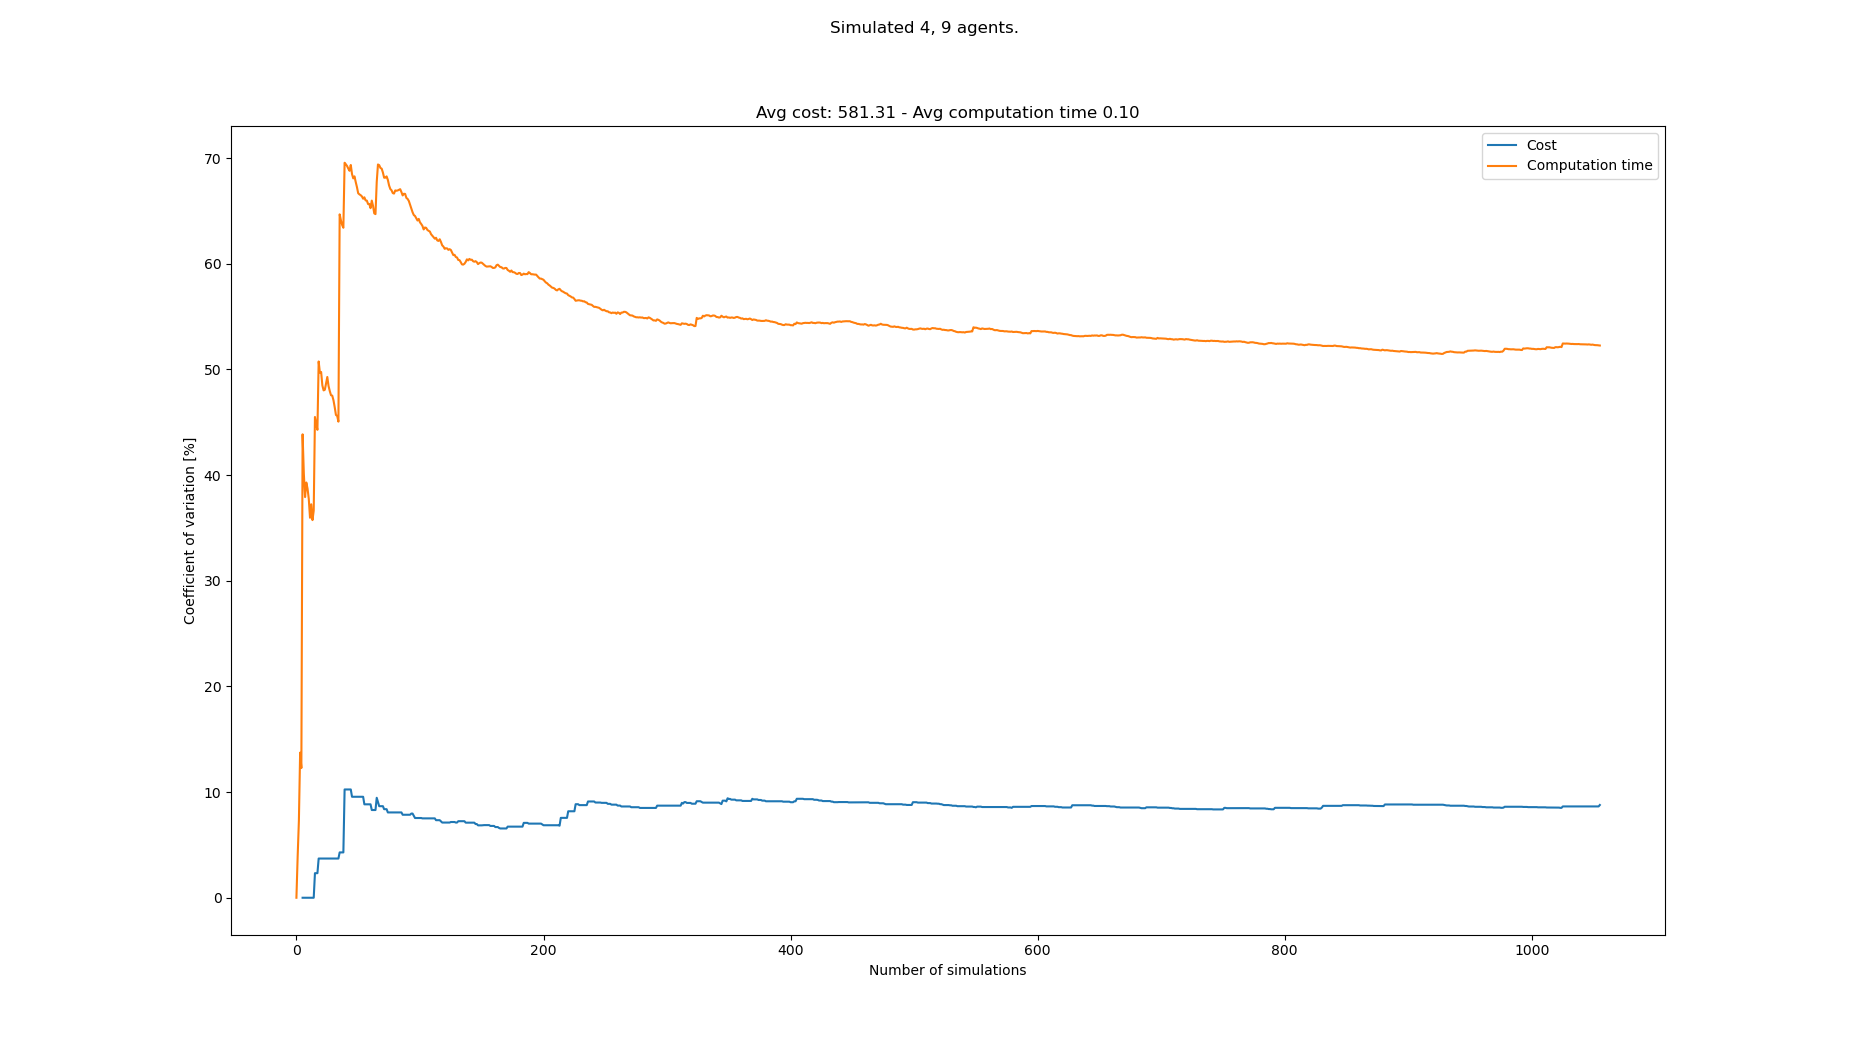 Simulated 4, 9 agents.
Avg cost: 581.31 - Avg computation time 0.10
Cost
Computation time
Coefficient of variation [%]
70
60
50
40
30
20
10
0
0 200 400 600 800 1000
Number of simulations